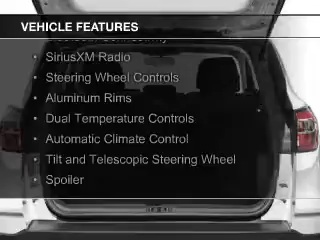 VEHICLE FEATURES
• SiriusXM Radio
• Steering Wheel Controls
• Aluminum Rims
• Dual Temperature Controls
• Automatic Climate Control
• Tilt and Telescopic Steering Wheel
• Spoiler